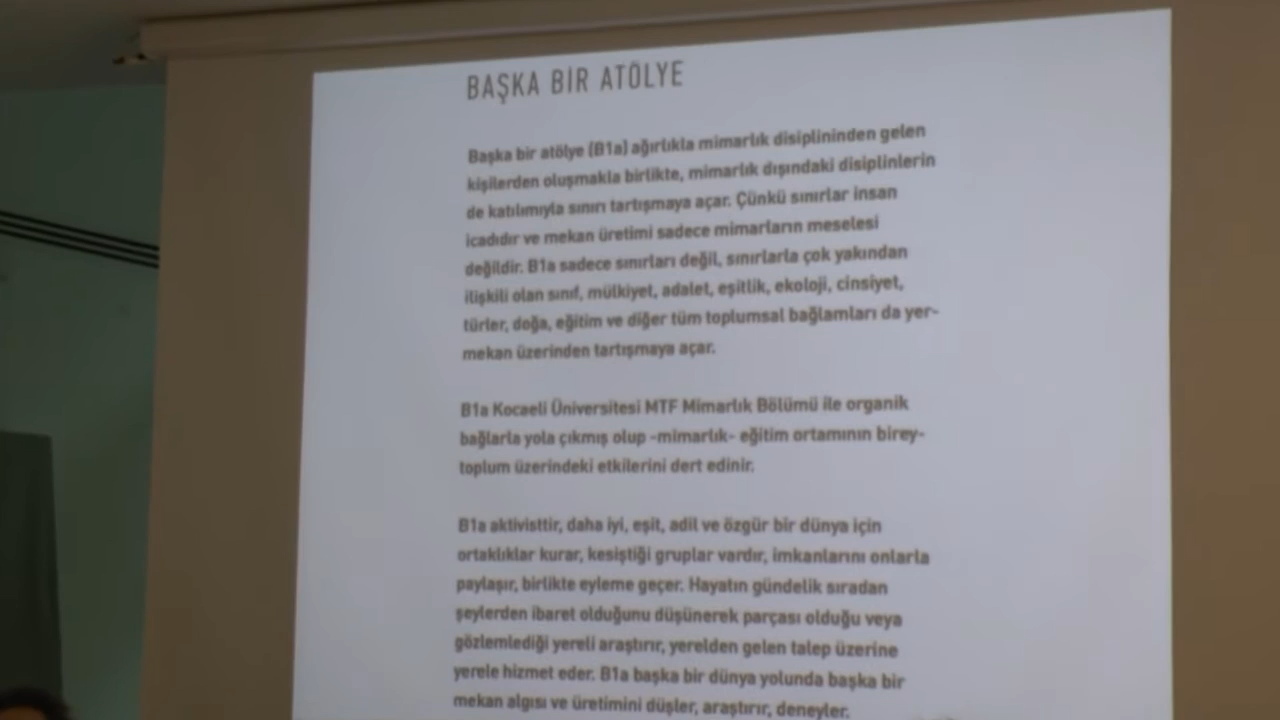 BAŞKA BİR ATÖLYE
Başka bir atölye (B1a) ağırlıkla mimarlık disiplininden gelen
kişilerden oluşmakla birlikte, mimarlık dışındaki disiplinlerin
de katılımıyla sınırı tartışmaya açar. Çünkü sınırlar insan
icadıdır ve mekan üretimi sadece mimarların meselesi
değildir. B1a sadece sınırları değil, sınırlarla çok yakından
ilişkili olan sınıf, mülkiyet, adalet, eşitlik, ekoloji, cinsiyet,
türler, doğa, eğitim ve diğer tüm toplumsal bağlamları da yer-
mekan üzerinden tartışmaya açar.
B1a Kocaeli Üniversitesi MTF Mimarlık Bölümü ile organik
bağlarla yola çıkmış olup -mimarlık- eğitim ortamının birey-
toplum üzerindeki etkilerini dert edinir.
B1a aktivisttir, daha iyi, eşit, adil ve özgür bir dünya için
ortaklıklar kurar, kesiştiği gruplar vardır, imkanlarını onlarla
paylaşır, birlikte eyleme geçer. Hayatın gündelik sıradan
şeylerden ibaret olduğunu düşünerek parçası olduğu veya
gözlemlediği yereli araştırır, yerelden gelen talep üzerine
yerele hizmet eder. B1a başka bir dünya yolunda başka bir
mekan algısı ve üretimini düşler, araştırır, deneyler.